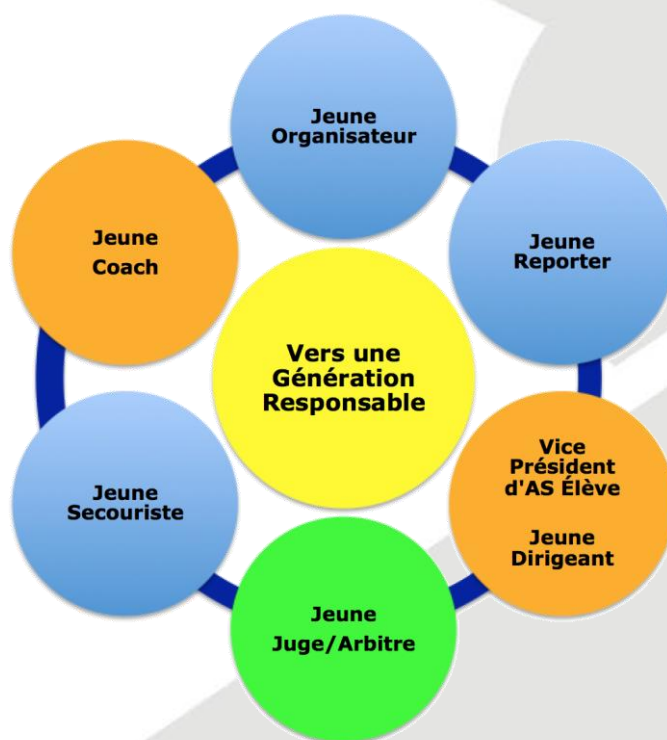 Jeune
Organisateur
Jeune
Coach
Jeune
Reporter
Vers une
Génération
Responsable
Jeune
Secouriste
Vice
Président
d'AS Élève
Jeune
Dirigeant
Jeune
Juge/Arbitre